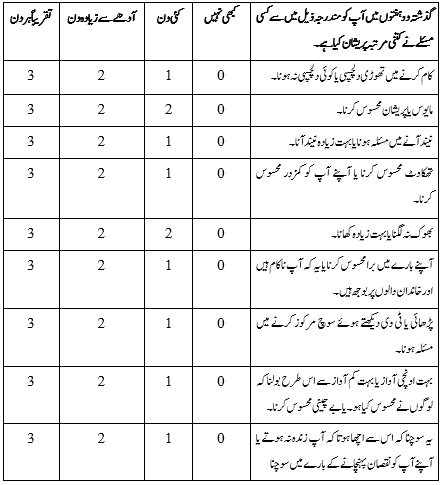 گذشتہ دو ہفتوں میں آپ کو مندرجہ ذیل میں سے کسی
مسئلے نے کتنی مرتبہ پریشان کیا ہے۔
کبھی نہیں
کئی دن
آدھے سے زیادہ دن
تقریباً ہر دن
کام کرنے میں تھوڑی دلچسپی یا کوئی دلچسپی نہ ہونا۔
0 1 2 3
مایوس یا پریشان محسوس کرنا۔
0 2 2 3
نیند آنے میں مسئلہ ہونا یا بہت زیادہ نیند آنا۔
0 1 2 3
تھکاوٹ محسوس کرنا یا آپنے آپ کو کمزور محسوس
کرنا۔
0 1 2 3
بھوک نہ لگنا یا بہت زیادہ کھانا۔
0 2 2 3
آپنے بارے میں برا محسوس کرنا یا یہ کہ آپ ناکام ہیں
اور خاندان والوں پر بوجھ ہیں۔
0 1 2 3
پڑھائی یا ٹی وی دیکھتے ہوئے سوچ مرکوز کرنے میں
مسئلہ ہونا۔
0 1 2 3
بہت اونچی آواز یا بہت کم آواز سے اس طرح بولنا کہ
لوگوں نے محسوس کیا ہو۔ یا بے چینی محسوس کرنا۔
0 1 2 3
یہ سوچنا کہ اس سے اچھا ہوتا کہ آپ زندہ نہ ہوتے یا
آپنے آپ کو نقصان پہنچانے کے بارے میں سوچنا
0 1 2 3